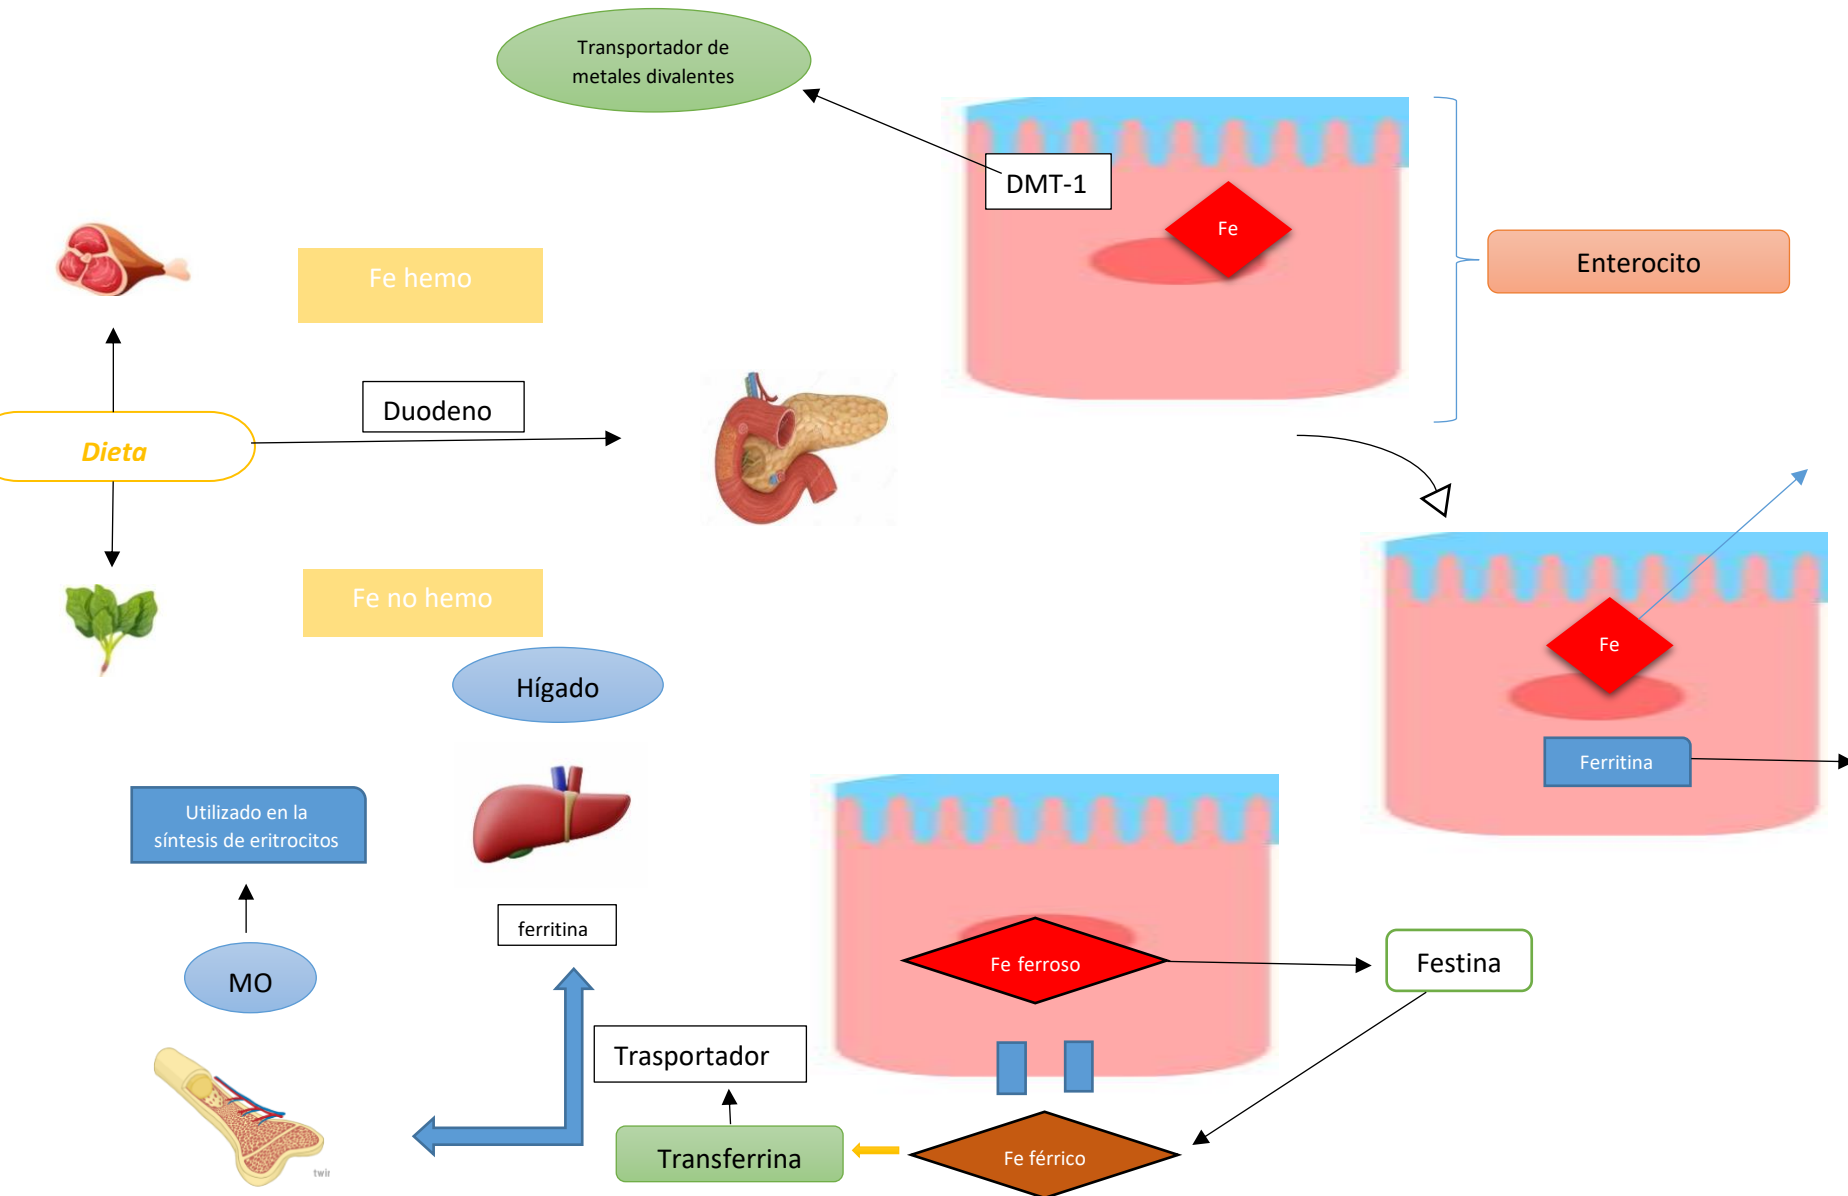 Transportador de
metales divalentes
DMT-1
Fe
Enterocito
Fe hemo
Duodeno
Dieta
Fe no hemo
Fe
Ferritina
Hígado
Utilizado en la
síntesis de eritrocitos
ferritina
MO
Fe ferroso
Festina
Trasportador
Transferrina
Fe férrico
twir